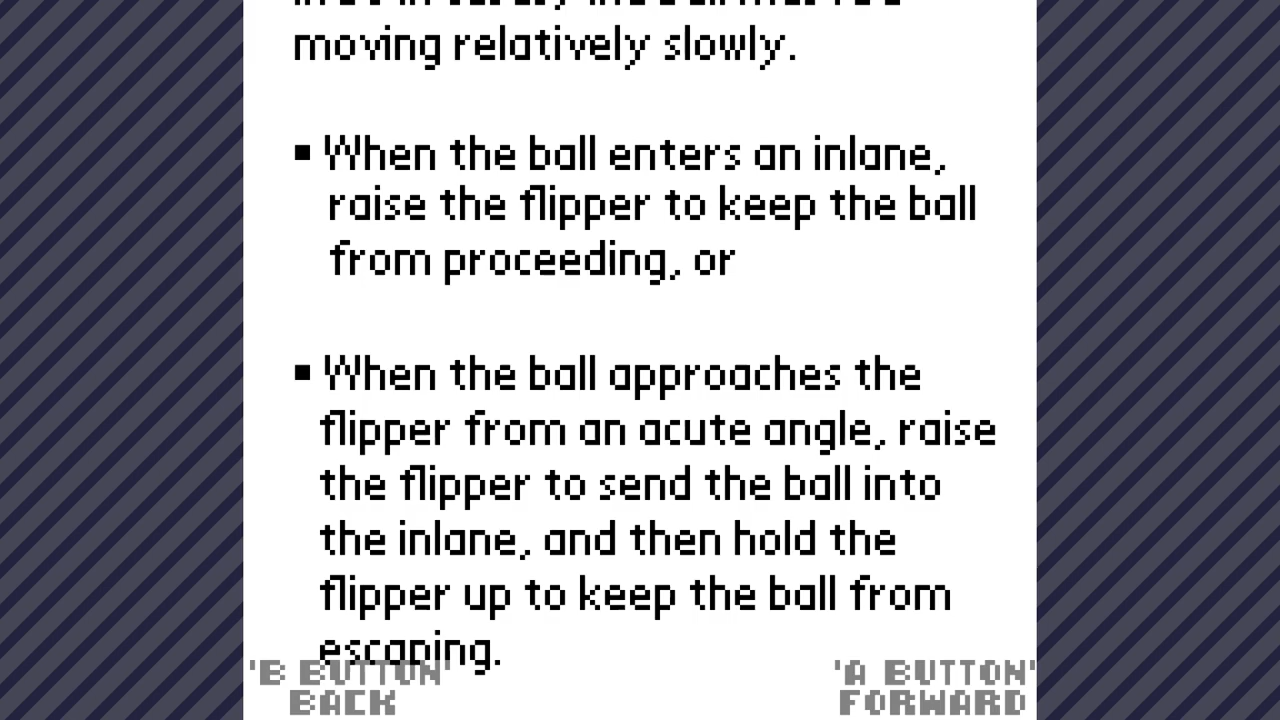 moving relatively slowly.
▪ When the ball enters an inlane,
raise the flipper to keep the ball
from proceeding, or
▪ When the ball approaches the
flipper from an acute angle, raise
the flipper to send the ball into
the inlane, and then hold the
flipper up to keep the ball from
escaping.
'B BUTTON' 'A BUTTON'
BACK FORWARD